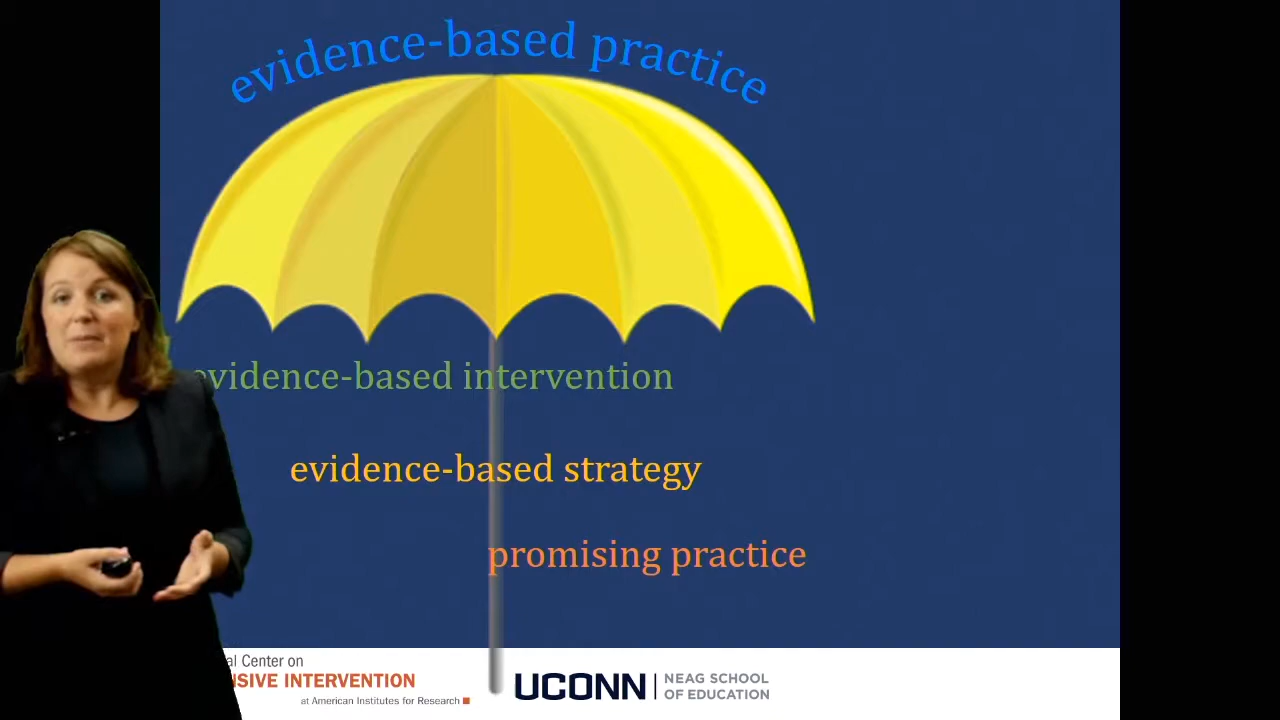 evidence-based practice
evidence-based intervention
evidence-based strategy
promising practice
al Center on
NSIVE INTERVENTION
at American Institutes for Research
UCONN
NEAG SCHOOL
OF EDUCATION